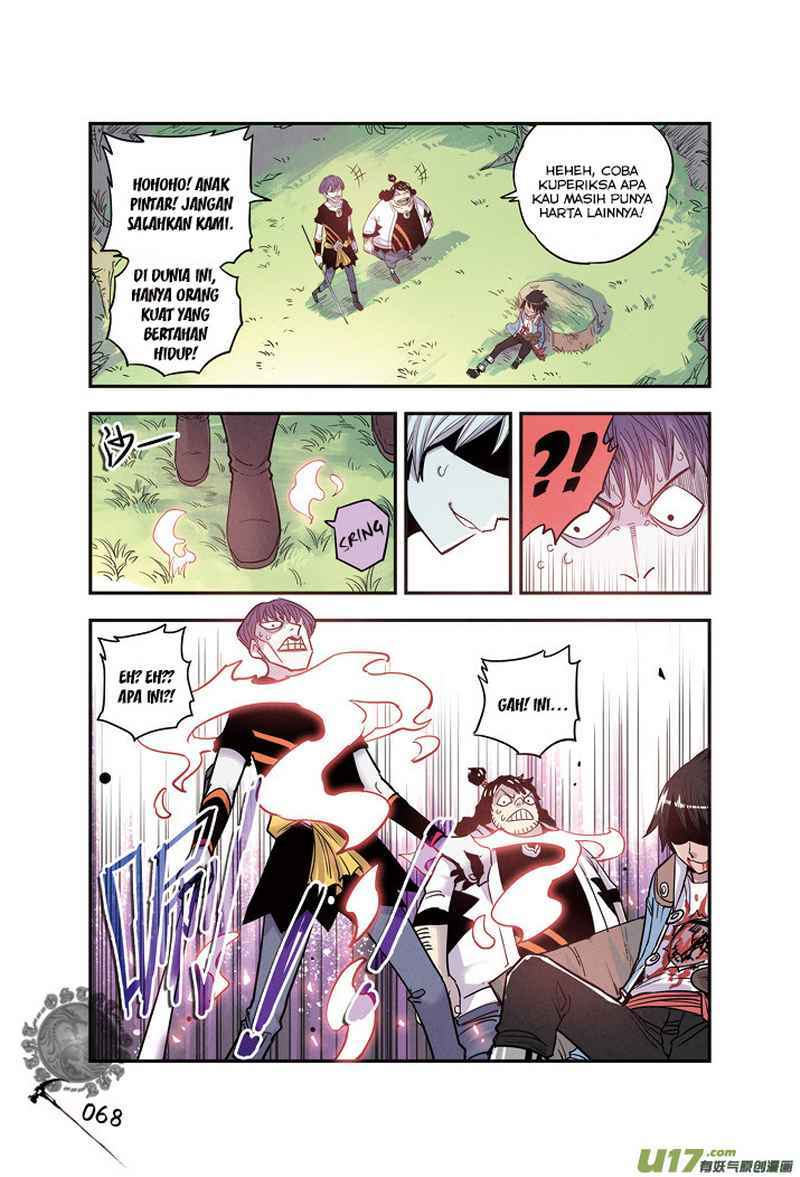 HOHOHO! ANAK
PINTAR! JANGAN
SALAHKAN KAMI.
DI DUNIA INI,
HANYA ORANG
KUAT YANG
BERTAHAN
HIDUP!
HEHEH, COBA
KUPERIKSA APA
KAU MASIH PUNYA
HARTA LAINNYA!
SRING
?!
EH? EH??
APA INI?!
GAH! INI...
068
U17.COM
有妖气原创漫画